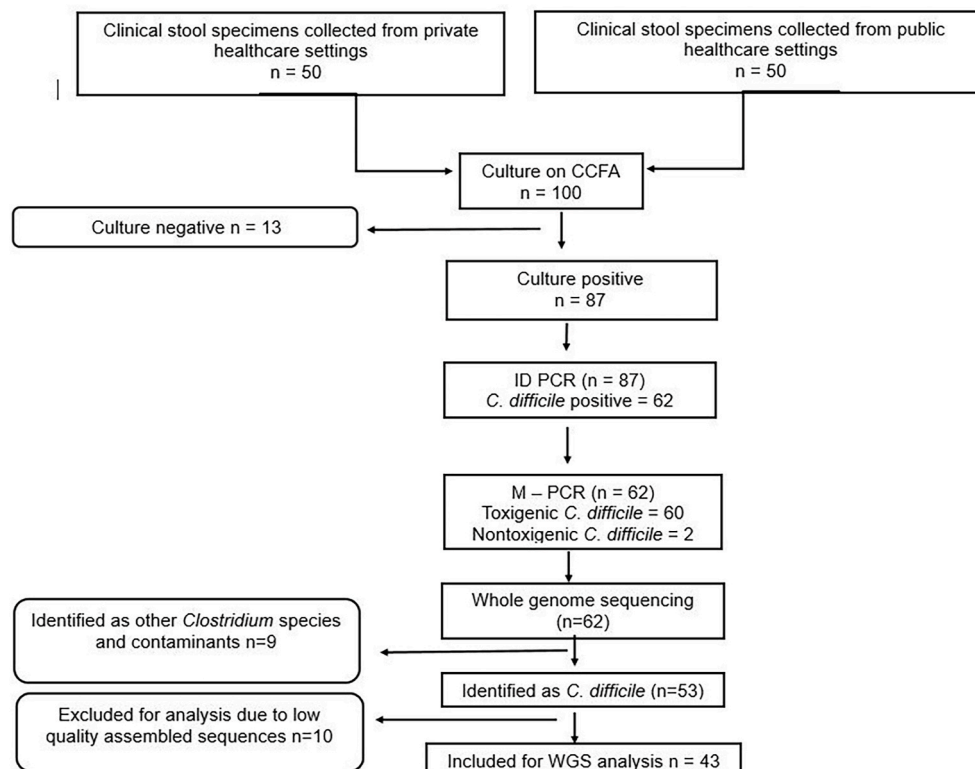 Clinical stool specimens collected from private
healthcare settings
n = 50
Clinical stool specimens collected from public
healthcare settings
n = 50
Culture on CCFA
n = 100
Culture negative n = 13
Culture positive
n = 87
ID PCR (n = 87)
C. difficile positive = 62
M – PCR (n = 62)
Toxigenic C. difficile = 60
Nontoxigenic C. difficile = 2
Whole genome sequencing
(n=62)
Identified as other Clostridium species
and contaminants n=9
Identified as C. difficile (n=53)
Excluded for analysis due to low
quality assembled sequences n=10
Included for WGS analysis n = 43